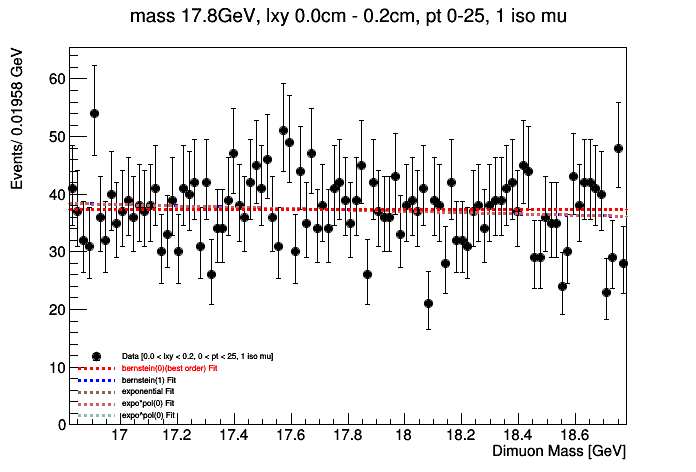 mass 17.8GeV, lxy 0.0cm - 0.2cm, pt 0-25, 1 iso mu
Events/ 0.01958 GeV
60
50
40
30
20
10
0
Data [0.0 < lxy < 0.2, 0 < pt < 25, 1 iso mu]
bernstein(0)(best order) Fit
bernstein(1) Fit
exponential Fit
expo*pol(0) Fit
expo^pol(0) Fit
17 17.2 17.4 17.6 17.8 18 18.2 18.4 18.6
Dimuon Mass [GeV]